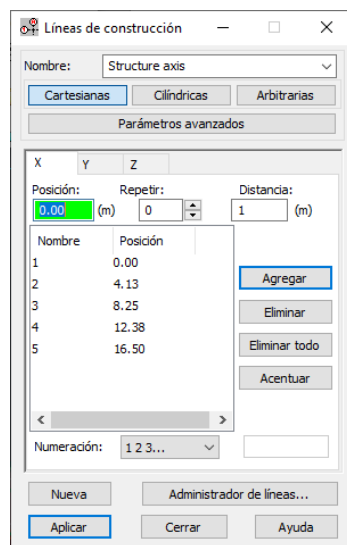 Líneas de construcción
Nombre: Structure axis
Cartesianas Cilíndricas Arbitrarias
Parámetros avanzados
X Y Z
Posición: Repetir: Distancia:
0.00 (m) 0 1 (m)
Nombre Posición
1 0.00
2 4.13
3 8.25
4 12.38
5 16.50
Agregar
Eliminar
Eliminar todo
Acentuar
Numeración: 1 2 3...
Nueva Administrador de líneas...
Aplicar Cerrar Ayuda